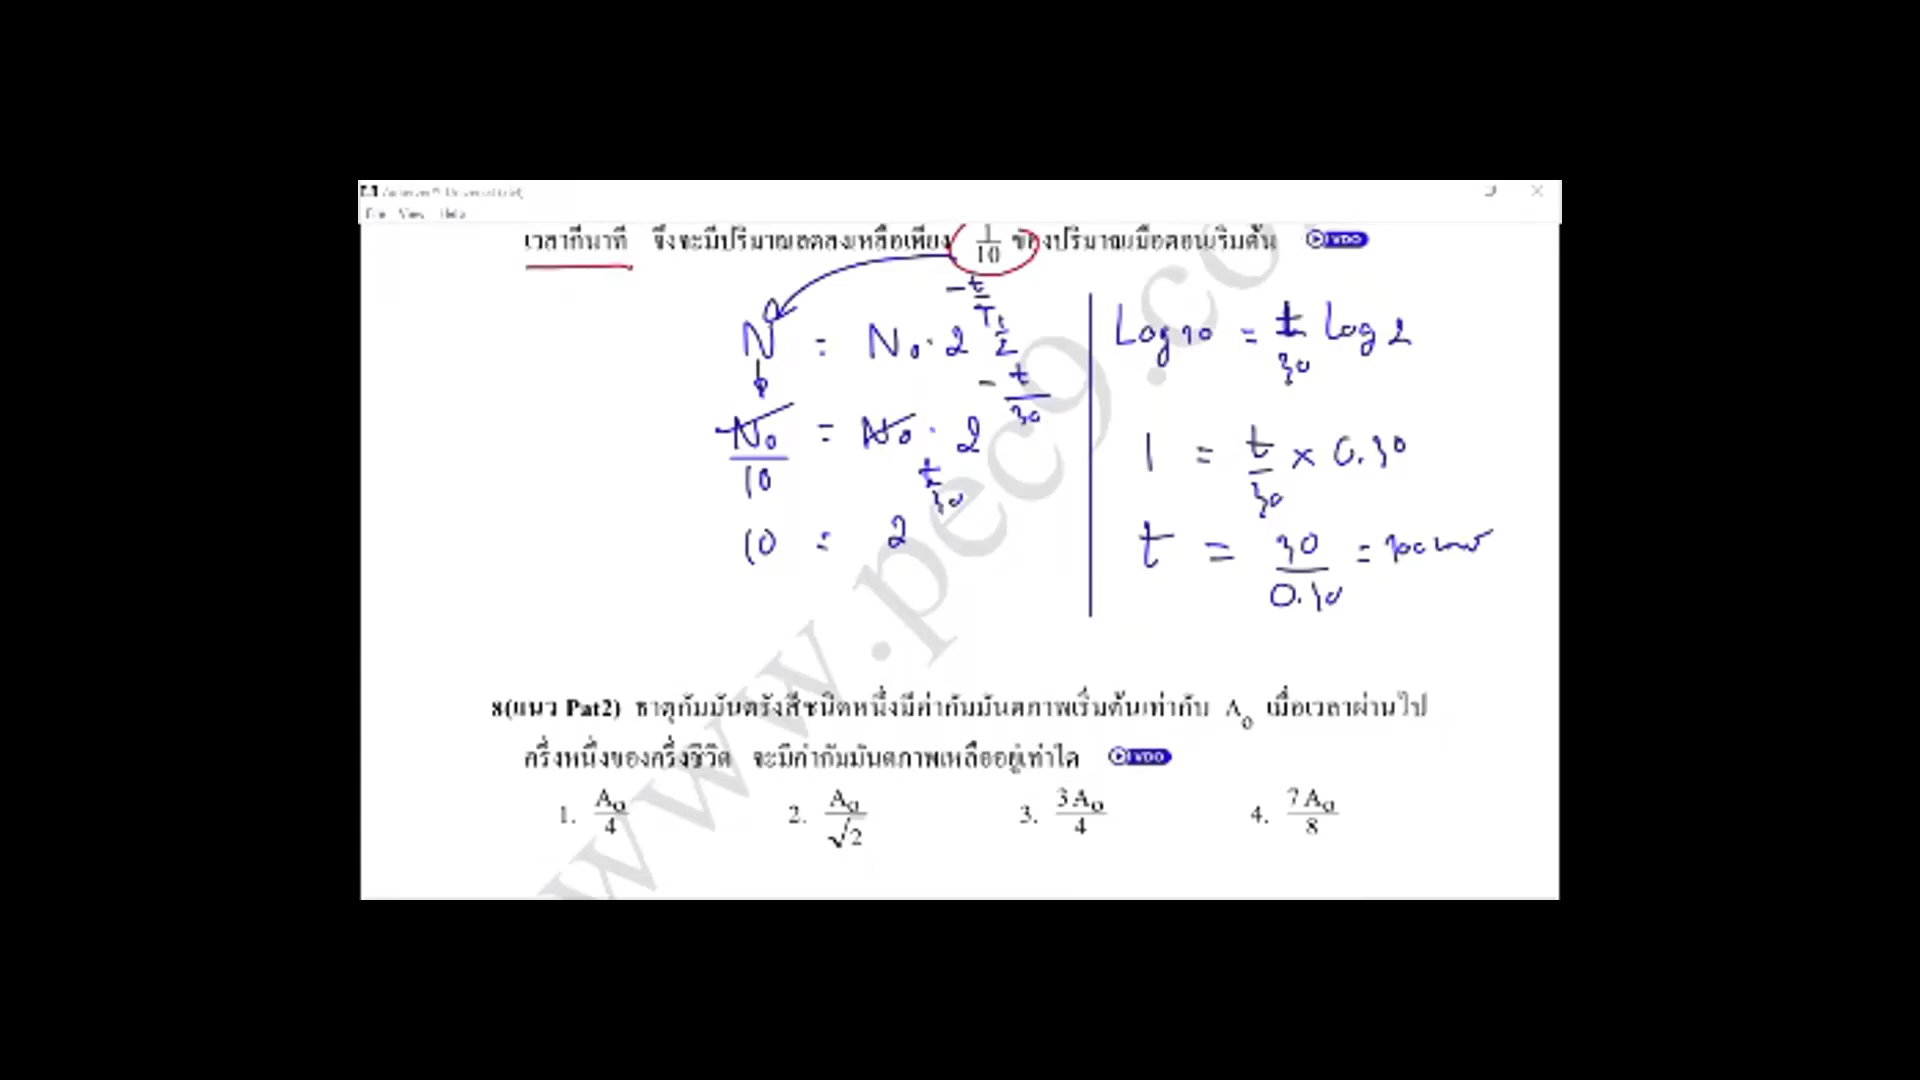 File View Help
เวลากี่นาที จึงจะมีปริมาณลดลงเหลือเพียง 1/10 ของปริมาณเมื่อตอนเริ่มต้น VDO
N = N₀ · 2^(-t/T½)
N₀/10 = N₀ · 2^(-t/30)
10 = 2^(t/30)
Log 10 = t/30 Log 2
1 = t/30 × 0.30
t = 30/0.30 = 100
8(แนว Pat2) ธาตุกัมมันตรังสีชนิดหนึ่งมีค่ากัมมันตภาพเริ่มต้นเท่ากับ A₀ เมื่อเวลาผ่านไป
ครึ่งหนึ่งของครึ่งชีวิต จะมีค่ากัมมันตภาพเหลืออยู่เท่าใด VDO
1. A₀/4 2. A₀/√2 3. 3A₀/4 4. 7A₀/8
www.pec9.co